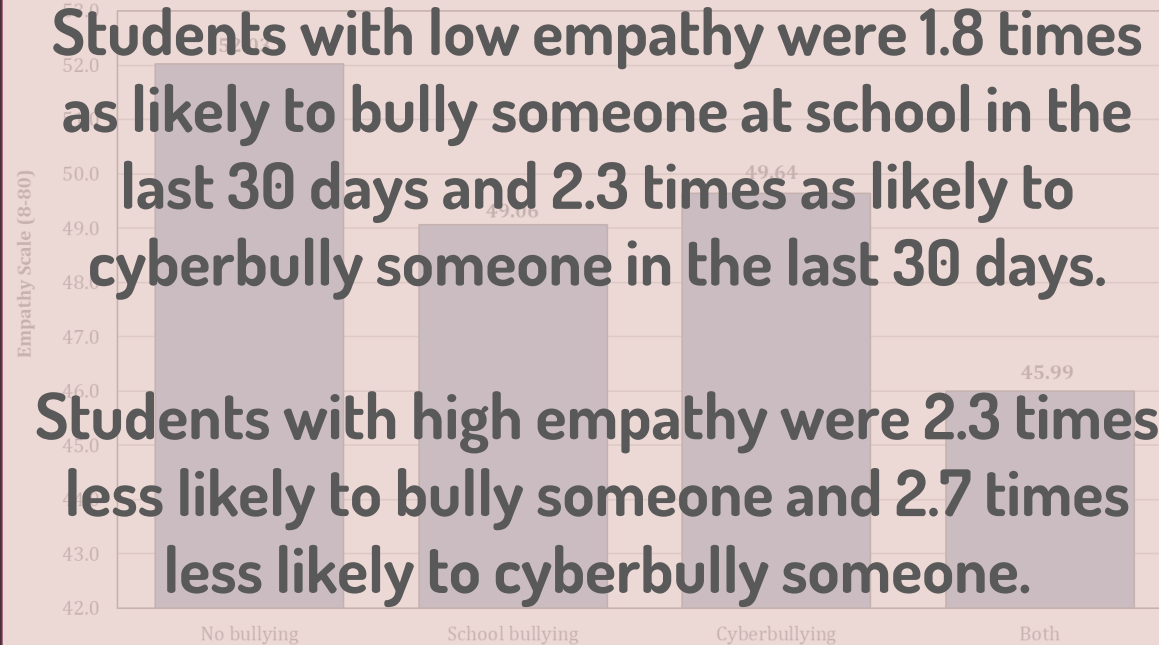 Students with low empathy were 1.8 times
as likely to bully someone at school in the
last 30 days and 2.3 times as likely to
cyberbully someone in the last 30 days.
Students with high empathy were 2.3 times
less likely to bully someone and 2.7 times
less likely to cyberbully someone.
Empathy Scale (8-80)
52.0
50.0
49.0
48.0
47.0
46.0
45.0
43.0
42.0
49.06
49.64
45.99
No bullying
School bullying
Cyberbullying
Both